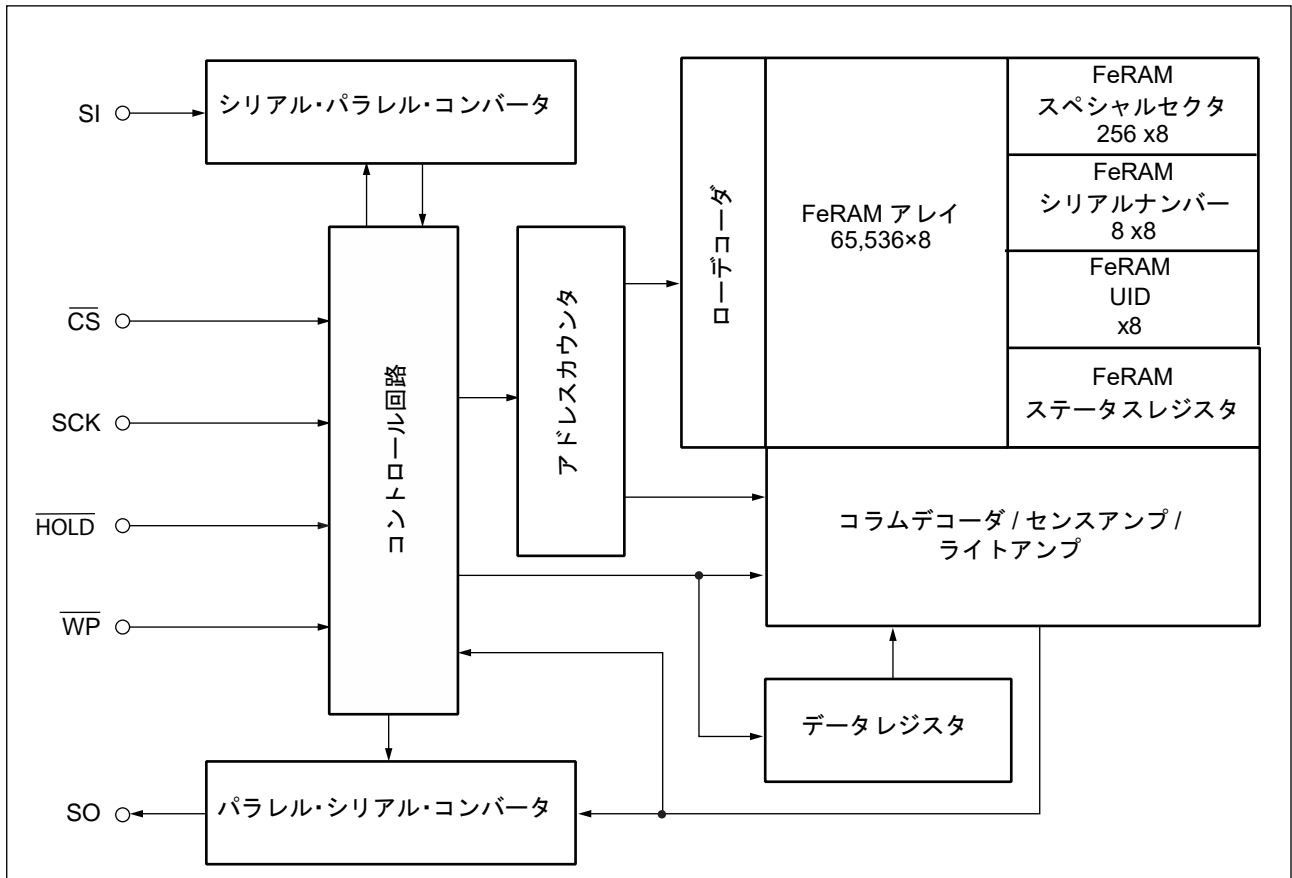 SI
シリアル・パラレル・コンバータ
CS
SCK
HOLD
WP
コントロール回路
アドレスカウンタ
ローデコーダ
FeRAM アレイ
65,536×8
FeRAM
スペシャルセクタ
256 x8
FeRAM
シリアルナンバー
8 x8
FeRAM
UID
x8
FeRAM
ステータスレジスタ
コラムデコーダ / センスアンプ /
ライトアンプ
データレジスタ
SO
パラレル・シリアル・コンバータ